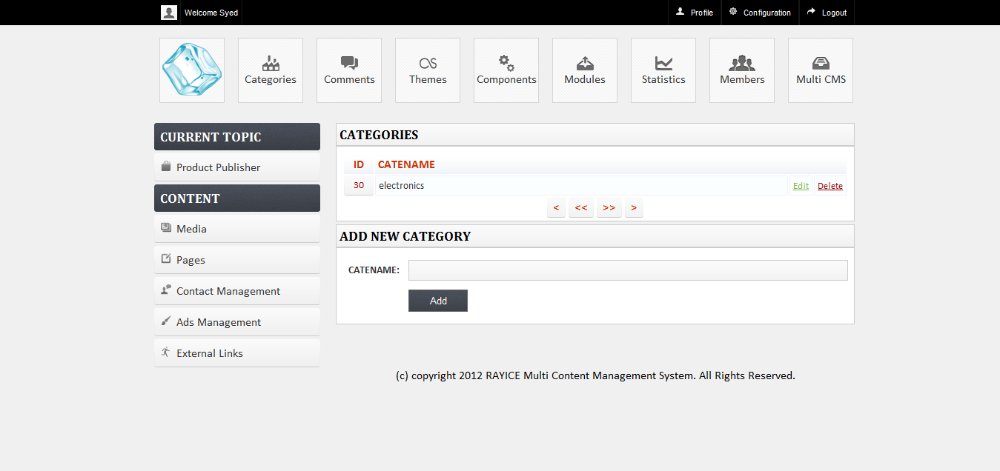 Welcome Syed
Profile
Configuration
Logout
Categories
Comments
Themes
Components
Modules
Statistics
Members
Multi CMS
CURRENT TOPIC
Product Publisher
CONTENT
Media
Pages
Contact Management
Ads Management
External Links
CATEGORIES
ID CATENAME
30 electronics Edit Delete
< << >> >
ADD NEW CATEGORY
CATENAME:
Add
(c) copyright 2012 RAYICE Multi Content Management System. All Rights Reserved.